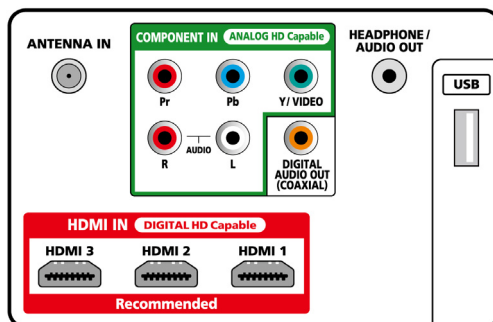 ANTENNA IN
COMPONENT IN ANALOG HD Capable
HEADPHONE /
AUDIO OUT
USB
Pr Pb Y/ VIDEO
R AUDIO L
DIGITAL
AUDIO OUT
(COAXIAL)
HDMI IN DIGITAL HD Capable
HDMI 3 HDMI 2 HDMI 1
Recommended